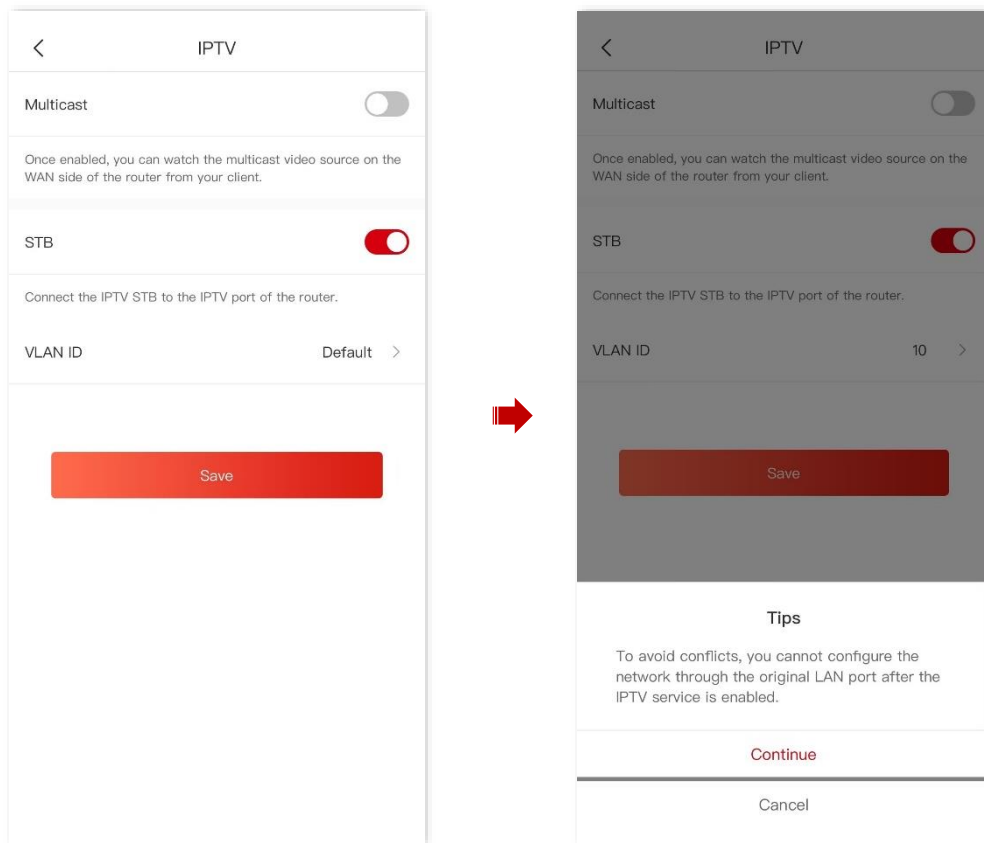 IPTV
Multicast
Once enabled, you can watch the multicast video source on the
WAN side of the router from your client.
STB
Connect the IPTV STB to the IPTV port of the router.
VLAN ID Default
Save
IPTV
Multicast
Once enabled, you can watch the multicast video source on the
WAN side of the router from your client.
STB
Connect the IPTV STB to the IPTV port of the router.
VLAN ID 10
Save
Tips
To avoid conflicts, you cannot configure the
network through the original LAN port after the
IPTV service is enabled.
Continue
Cancel